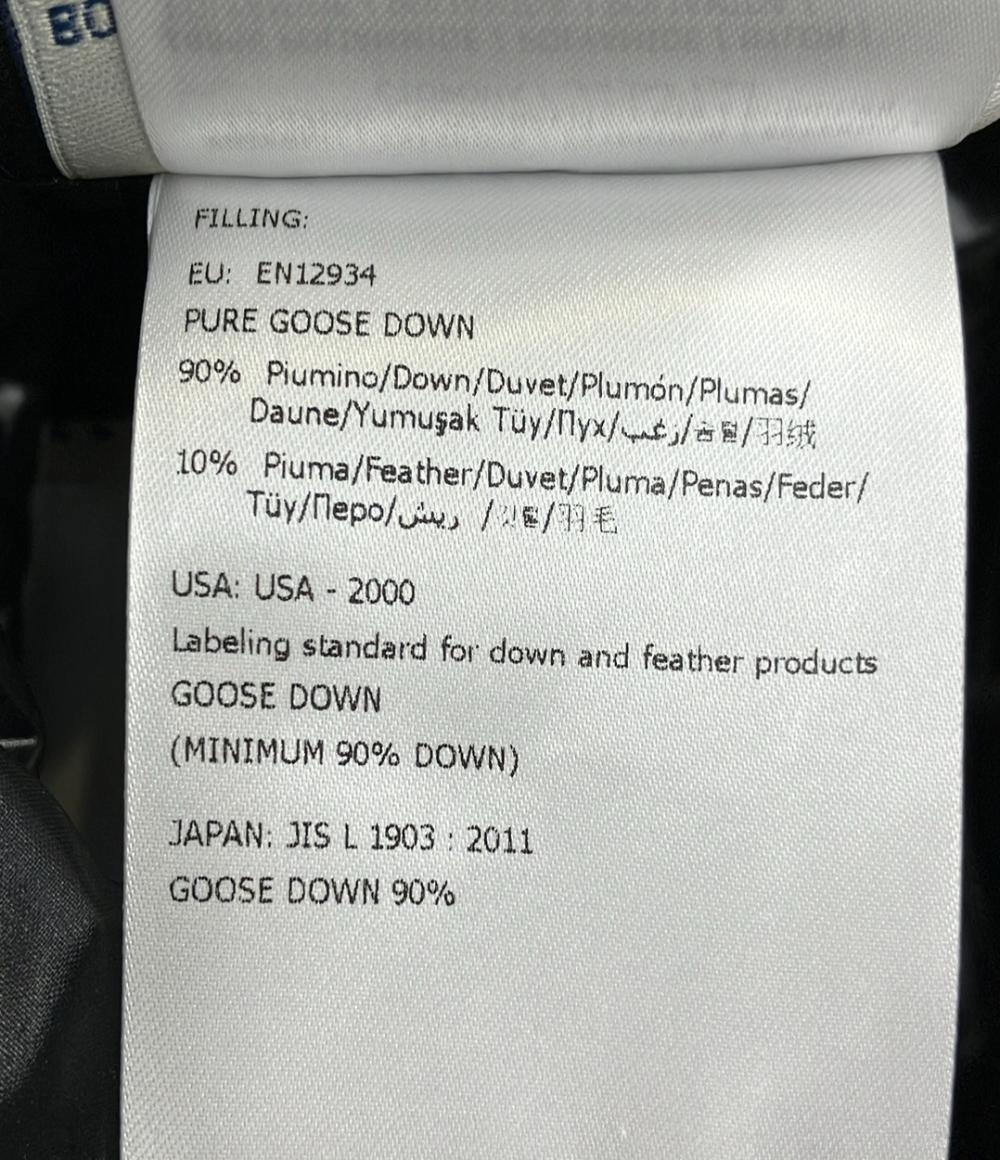 BO
FILLING:
EU: EN12934
PURE GOOSE DOWN
90% Piumino/Down/Duvet/Plumón/Plumas/
Daune/Yumuşak Tüy/Пух/زغب/솜털/羽绒
10% Piuma/Feather/Duvet/Pluma/Penas/Feder/
Tüy/Перо/ريش /깃털/羽毛
USA: USA - 2000
Labeling standard for down and feather products
GOOSE DOWN
(MINIMUM 90% DOWN)
JAPAN: JIS L 1903 : 2011
GOOSE DOWN 90%